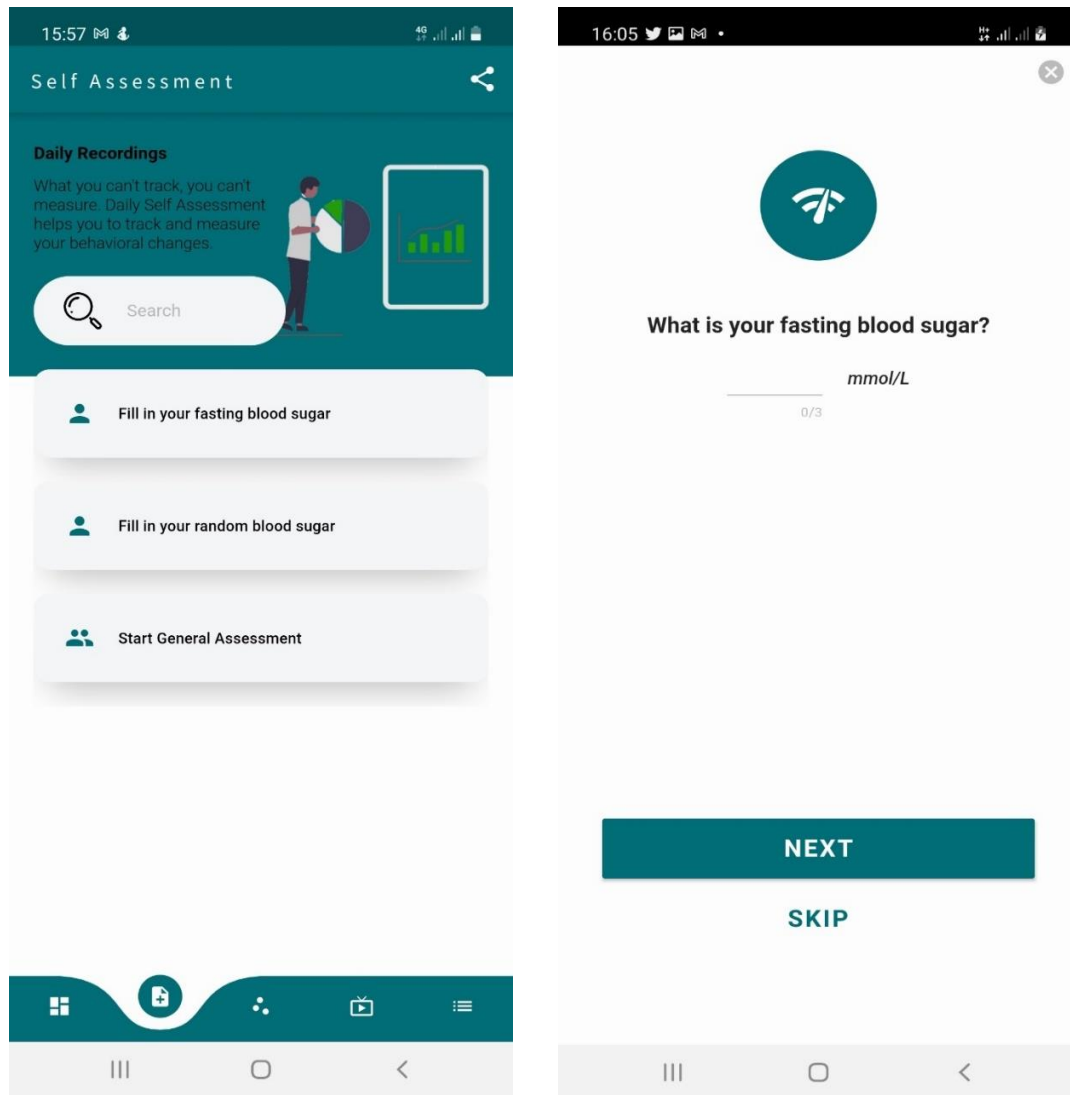 15:57
4G
Self Assessment
Daily Recordings
What you can't track, you can't
measure. Daily Self Assessment
helps you to track and measure
your behavioral changes.
Search
Fill in your fasting blood sugar
Fill in your random blood sugar
Start General Assessment
16:05
H+
What is your fasting blood sugar?
mmol/L
0/3
NEXT
SKIP